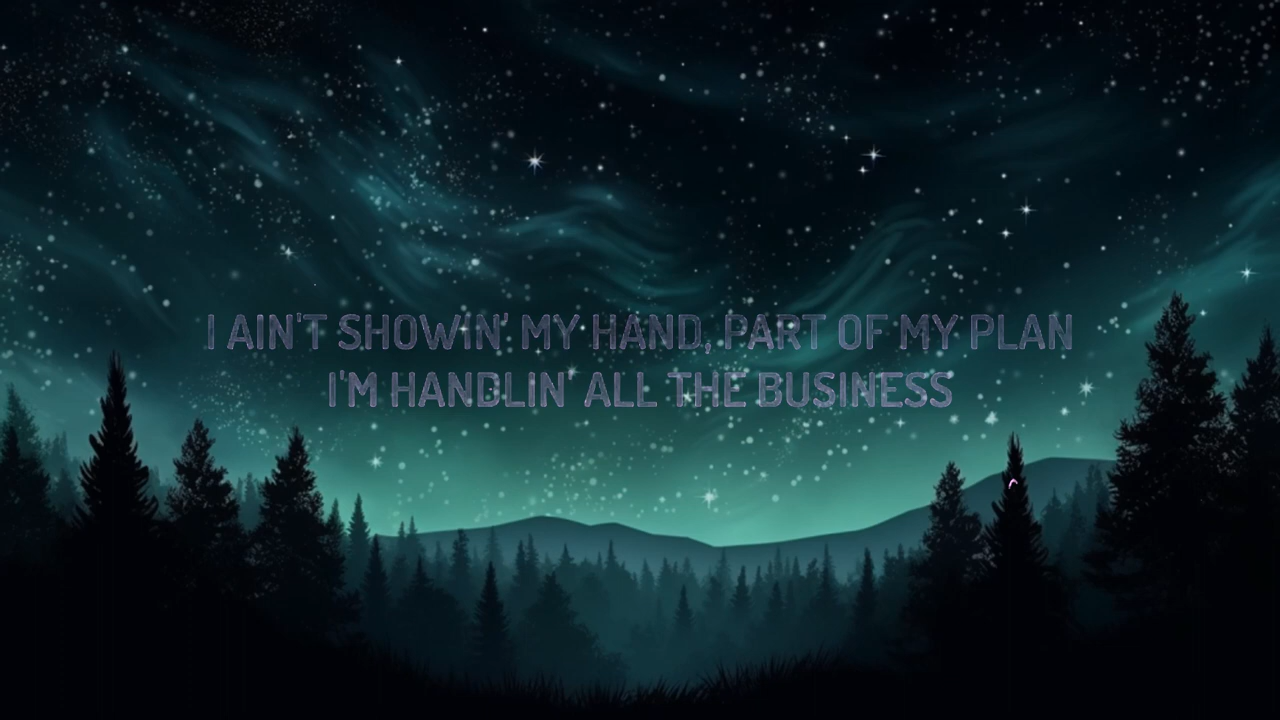 I AIN'T SHOWIN' MY HAND, PART OF MY PLAN
I'M HANDLIN' ALL THE BUSINESS